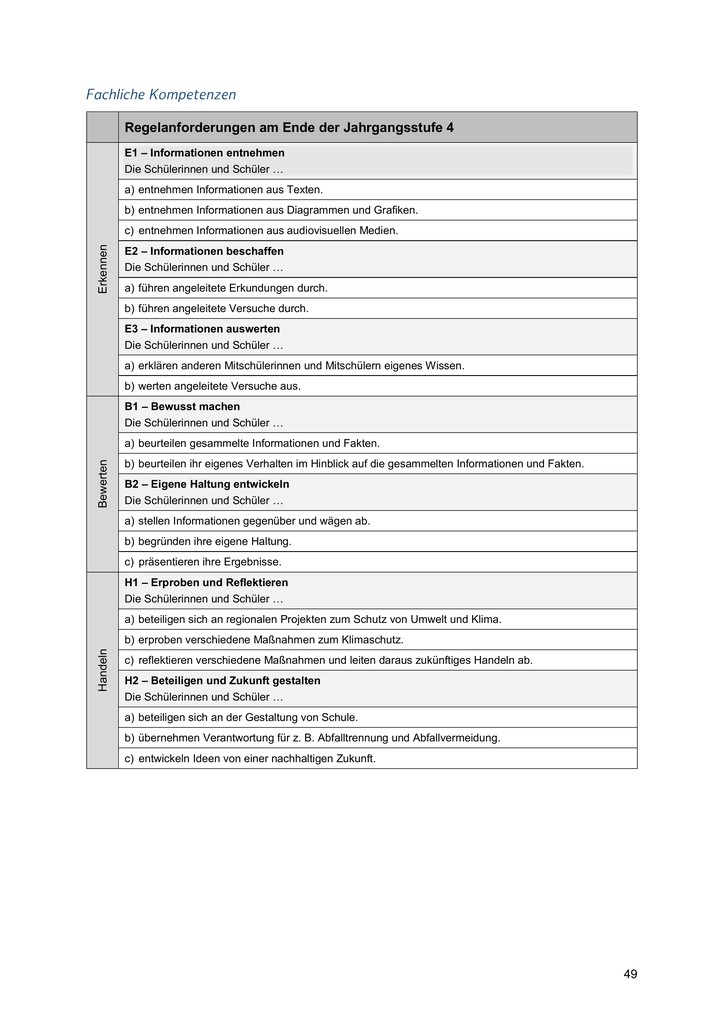 Fachliche Kompetenzen
Regelanforderungen am Ende der Jahrgangsstufe 4
Erkennen
E1 – Informationen entnehmen
Die Schülerinnen und Schüler …
a) entnehmen Informationen aus Texten.
b) entnehmen Informationen aus Diagrammen und Grafiken.
c) entnehmen Informationen aus audiovisuellen Medien.
E2 – Informationen beschaffen
Die Schülerinnen und Schüler …
a) führen angeleitete Erkundungen durch.
b) führen angeleitete Versuche durch.
E3 – Informationen auswerten
Die Schülerinnen und Schüler …
a) erklären anderen Mitschülerinnen und Mitschülern eigenes Wissen.
b) werten angeleitete Versuche aus.
Bewerten
B1 – Bewusst machen
Die Schülerinnen und Schüler …
a) beurteilen gesammelte Informationen und Fakten.
b) beurteilen ihr eigenes Verhalten im Hinblick auf die gesammelten Informationen und Fakten.
B2 – Eigene Haltung entwickeln
Die Schülerinnen und Schüler …
a) stellen Informationen gegenüber und wägen ab.
b) begründen ihre eigene Haltung.
c) präsentieren ihre Ergebnisse.
Handeln
H1 – Erproben und Reflektieren
Die Schülerinnen und Schüler …
a) beteiligen sich an regionalen Projekten zum Schutz von Umwelt und Klima.
b) erproben verschiedene Maßnahmen zum Klimaschutz.
c) reflektieren verschiedene Maßnahmen und leiten daraus zukünftiges Handeln ab.
H2 – Beteiligen und Zukunft gestalten
Die Schülerinnen und Schüler …
a) beteiligen sich an der Gestaltung von Schule.
b) übernehmen Verantwortung für z. B. Abfalltrennung und Abfallvermeidung.
c) entwickeln Ideen von einer nachhaltigen Zukunft.
49